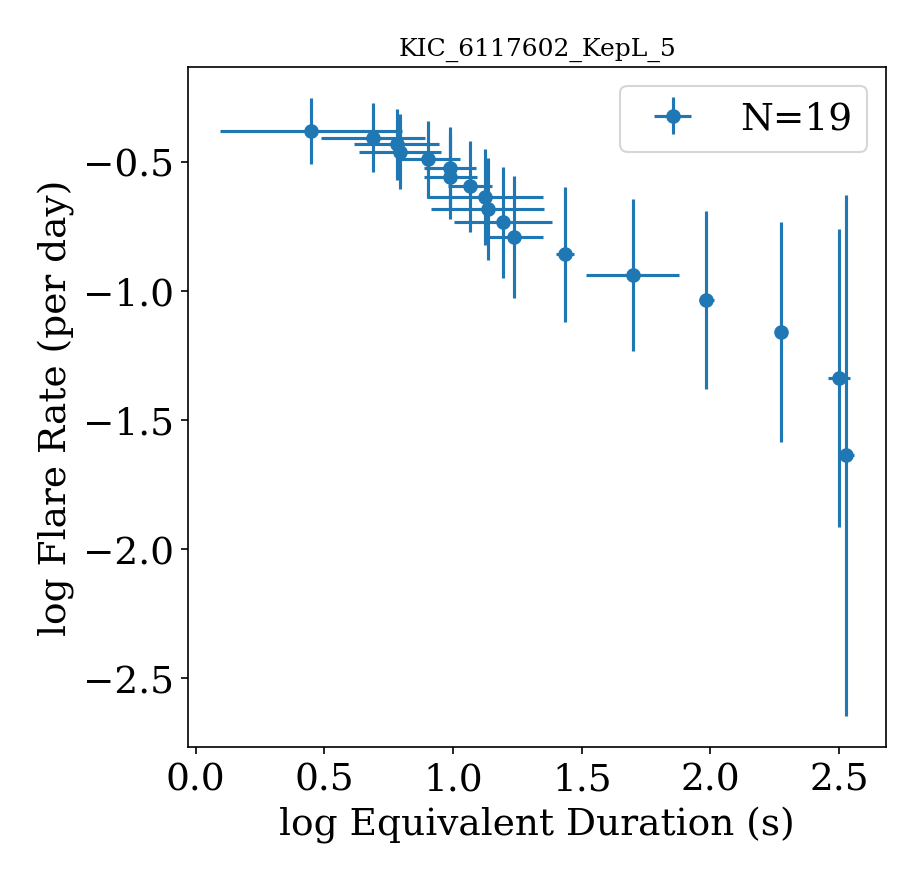 KIC_6117602_KepL_5
N=19
log Flare Rate (per day)
−0.5
−1.0
−1.5
−2.0
−2.5
0.0 0.5 1.0 1.5 2.0 2.5
log Equivalent Duration (s)